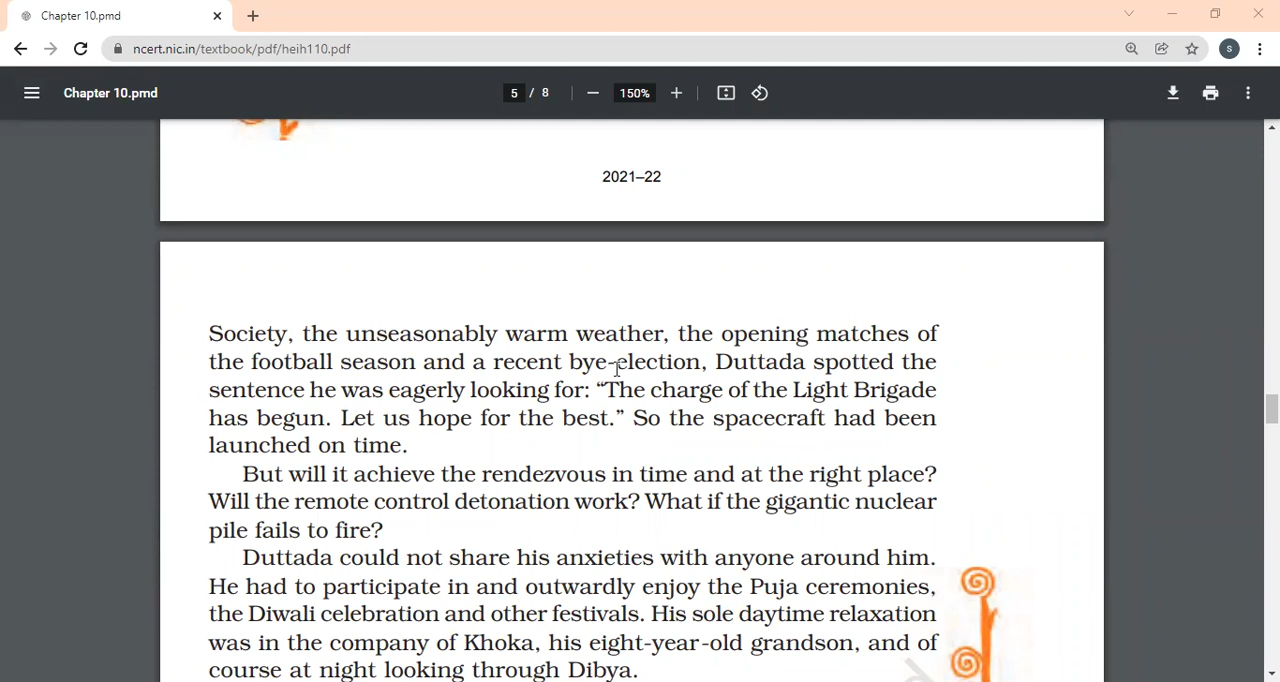 Chapter 10.pmd
ncert.nic.in/textbook/pdf/heih110.pdf
S
Chapter 10.pmd
5 / 8
150%
2021–22
Society, the unseasonably warm weather, the opening matches of
the football season and a recent bye-election, Duttada spotted the
sentence he was eagerly looking for: “The charge of the Light Brigade
has begun. Let us hope for the best.” So the spacecraft had been
launched on time.
But will it achieve the rendezvous in time and at the right place?
Will the remote control detonation work? What if the gigantic nuclear
pile fails to fire?
Duttada could not share his anxieties with anyone around him.
He had to participate in and outwardly enjoy the Puja ceremonies,
the Diwali celebration and other festivals. His sole daytime relaxation
was in the company of Khoka, his eight-year-old grandson, and of
course at night looking through Dibya.